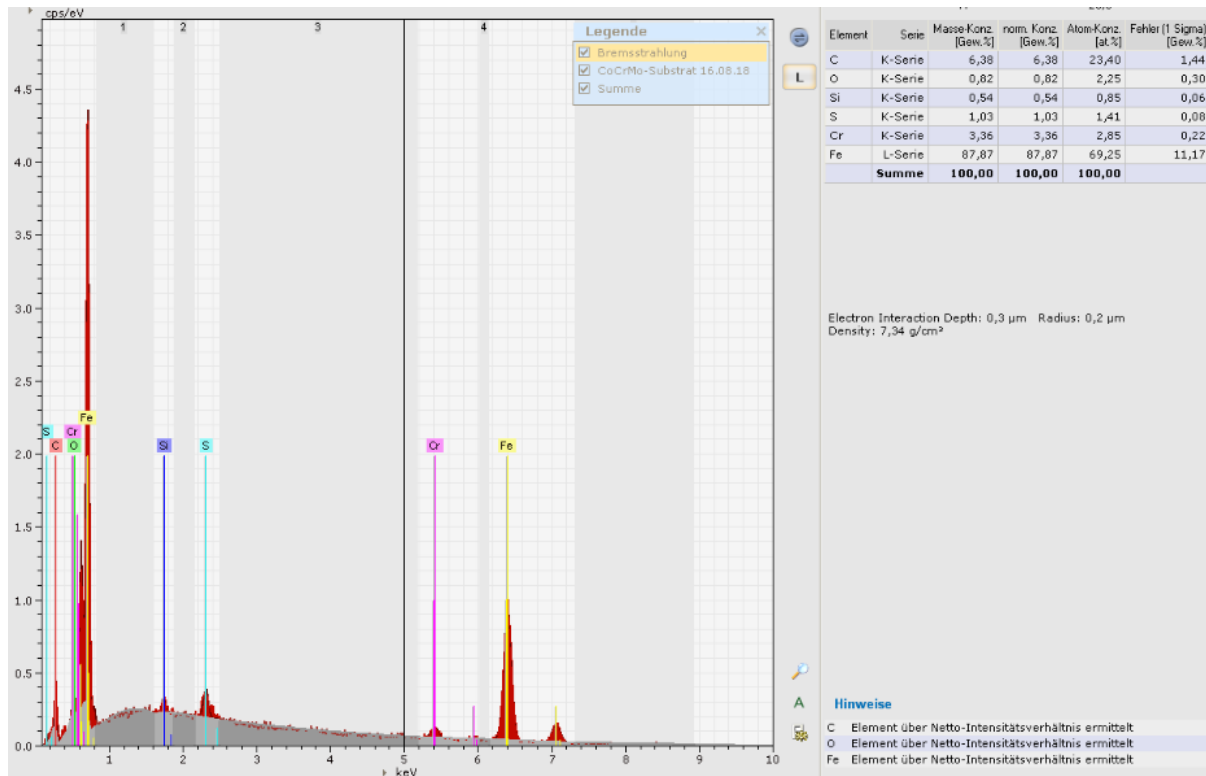 cps/eV
1 2 3 4
4.5
4.0
3.5
3.0
2.5
2.0
1.5
1.0
0.5
0.0
Fe
S Cr
C O Si S Cr Fe
1 2 3 4 5 6 7 8 9 10
keV
Legende
Bremsstrahlung
CoCrMo-Substrat 16.08.18
Summe
L
A
Element Serie Masse-Konz. norm. Konz. Atom-Konz. Fehler (1 Sigma)
[Gew.%] [Gew.%] [at.%] [Gew.%]
C K-Serie 6,38 6,38 23,40 1,44
O K-Serie 0,82 0,82 2,25 0,30
Si K-Serie 0,54 0,54 0,85 0,06
S K-Serie 1,03 1,03 1,41 0,08
Cr K-Serie 3,36 3,36 2,85 0,22
Fe L-Serie 87,87 87,87 69,25 11,17
Summe 100,00 100,00 100,00
Electron Interaction Depth: 0,3 µm Radius: 0,2 µm
Density: 7,34 g/cm³
Hinweise
C Element über Netto-Intensitätsverhältnis ermittelt
O Element über Netto-Intensitätsverhältnis ermittelt
Fe Element über Netto-Intensitätsverhältnis ermittelt